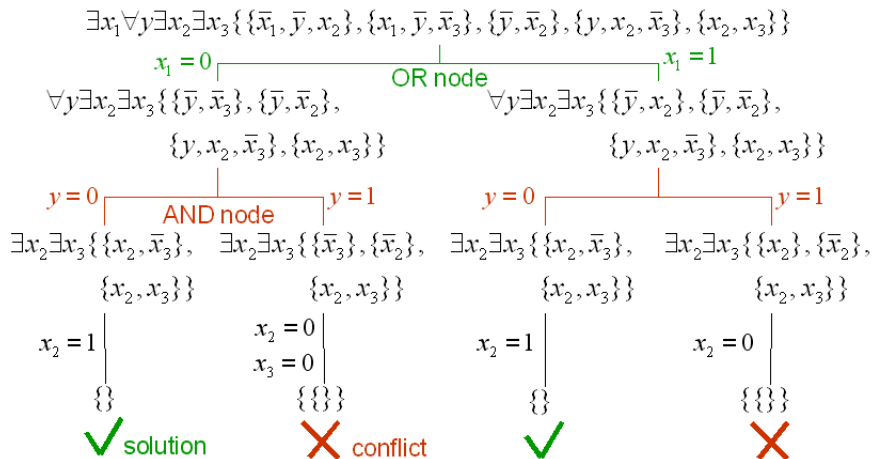 ∃x₁∀y∃x₂∃x₃{{x̄₁, ȳ, x₂}, {x₁, ȳ, x̄₃}, {ȳ, x̄₂}, {y, x₂, x̄₃}, {x₂, x₃}}
x₁ = 0 OR node x₁ = 1
∀y∃x₂∃x₃{{ȳ, x̄₃}, {ȳ, x̄₂}, ∀y∃x₂∃x₃{{ȳ, x₂}, {ȳ, x̄₂},
{y, x₂, x̄₃}, {x₂, x₃}} {y, x₂, x̄₃}, {x₂, x₃}}
y = 0 AND node y = 1 y = 0 y = 1
∃x₂∃x₃{{x₂, x̄₃}, ∃x₂∃x₃{{x̄₃}, {x̄₂}, ∃x₂∃x₃{{x₂, x̄₃}, ∃x₂∃x₃{{x₂}, {x̄₂},
{x₂, x₃}} {x₂, x₃}} {x₂, x₃}} {x₂, x₃}}
x₂ = 1 x₂ = 0 x₂ = 1 x₂ = 0
x₃ = 0
{} {{}} {} {{}}
solution conflict